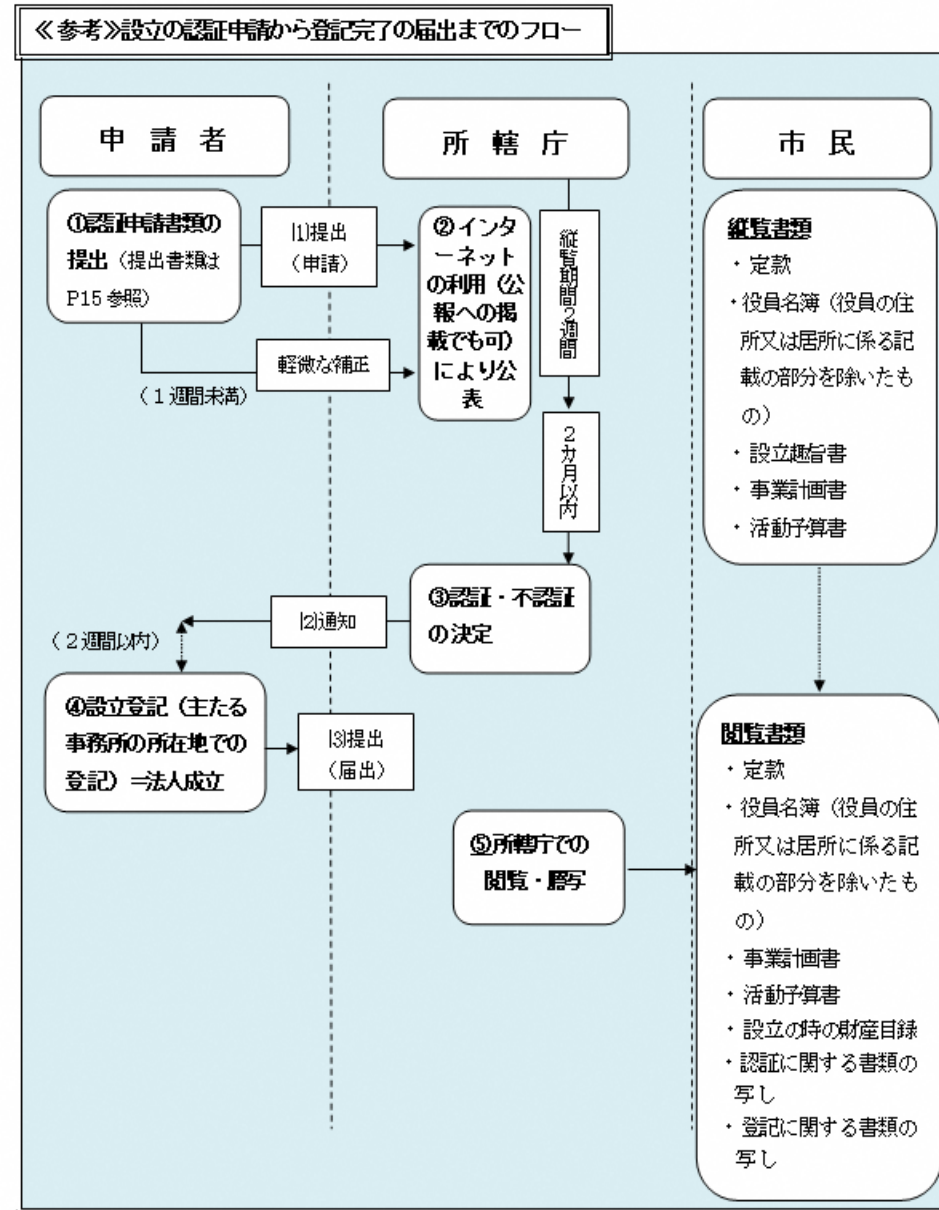 ≪参考≫設立の認証申請から登記完了の届出までのフロー
申請者
所轄庁
市民
①認証申請書類の
提出(提出書類は
P15参照)
|1)提出
(申請)
軽微な補正
(1週間未満)
②インタ
ーネット
の利用(公
報への掲
載でも可)
により公
表
縦覧期間2週間
2カ月以内
③認証・不認証
の決定
|2)通知
(2週間以内)
④設立登記(主たる
事務所の所在地での
登記)=法人成立
|3)提出
(届出)
⑤所轄庁での
閲覧・謄写
縦覧書類
・定款
・役員名簿(役員の住
所又は居所に係る記
載の部分を除いたも
の)
・設立趣旨書
・事業計画書
・活動予算書
閲覧書類
・定款
・役員名簿(役員の住
所又は居所に係る記
載の部分を除いたも
の)
・事業計画書
・活動予算書
・設立の時の財産目録
・認証に関する書類の
写し
・登記に関する書類の
写し